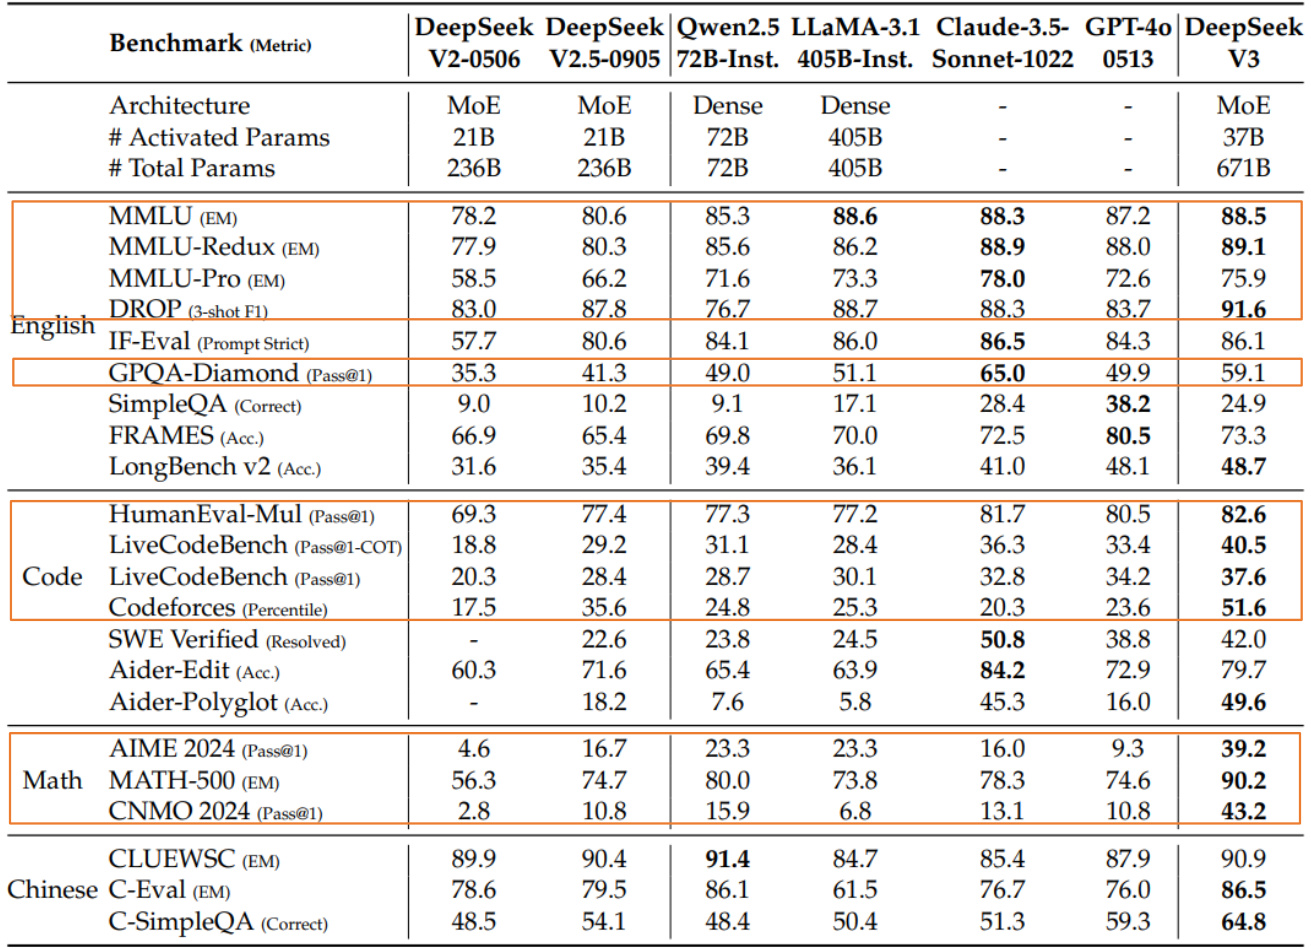 Benchmark (Metric) DeepSeek V2-0506 DeepSeek V2.5-0905 Qwen2.5 72B-Inst. LLaMA-3.1 405B-Inst. Claude-3.5-Sonnet-1022 GPT-4o 0513 DeepSeek V3
Architecture MoE MoE Dense Dense - - MoE
# Activated Params 21B 21B 72B 405B - - 37B
# Total Params 236B 236B 72B 405B - - 671B
English
MMLU (EM) 78.2 80.6 85.3 88.6 88.3 87.2 88.5
MMLU-Redux (EM) 77.9 80.3 85.6 86.2 88.9 88.0 89.1
MMLU-Pro (EM) 58.5 66.2 71.6 73.3 78.0 72.6 75.9
DROP (3-shot F1) 83.0 87.8 76.7 88.7 88.3 83.7 91.6
IF-Eval (Prompt Strict) 57.7 80.6 84.1 86.0 86.5 84.3 86.1
GPQA-Diamond (Pass@1) 35.3 41.3 49.0 51.1 65.0 49.9 59.1
SimpleQA (Correct) 9.0 10.2 9.1 17.1 28.4 38.2 24.9
FRAMES (Acc.) 66.9 65.4 69.8 70.0 72.5 80.5 73.3
LongBench v2 (Acc.) 31.6 35.4 39.4 36.1 41.0 48.1 48.7
Code
HumanEval-Mul (Pass@1) 69.3 77.4 77.3 77.2 81.7 80.5 82.6
LiveCodeBench (Pass@1-COT) 18.8 29.2 31.1 28.4 36.3 33.4 40.5
LiveCodeBench (Pass@1) 20.3 28.4 28.7 30.1 32.8 34.2 37.6
Codeforces (Percentile) 17.5 35.6 24.8 25.3 20.3 23.6 51.6
SWE Verified (Resolved) - 22.6 23.8 24.5 50.8 38.8 42.0
Aider-Edit (Acc.) 60.3 71.6 65.4 63.9 84.2 72.9 79.7
Aider-Polyglot (Acc.) - 18.2 7.6 5.8 45.3 16.0 49.6
Math
AIME 2024 (Pass@1) 4.6 16.7 23.3 23.3 16.0 9.3 39.2
MATH-500 (EM) 56.3 74.7 80.0 73.8 78.3 74.6 90.2
CNMO 2024 (Pass@1) 2.8 10.8 15.9 6.8 13.1 10.8 43.2
Chinese
CLUEWSC (EM) 89.9 90.4 91.4 84.7 85.4 87.9 90.9
C-Eval (EM) 78.6 79.5 86.1 61.5 76.7 76.0 86.5
C-SimpleQA (Correct) 48.5 54.1 48.4 50.4 51.3 59.3 64.8